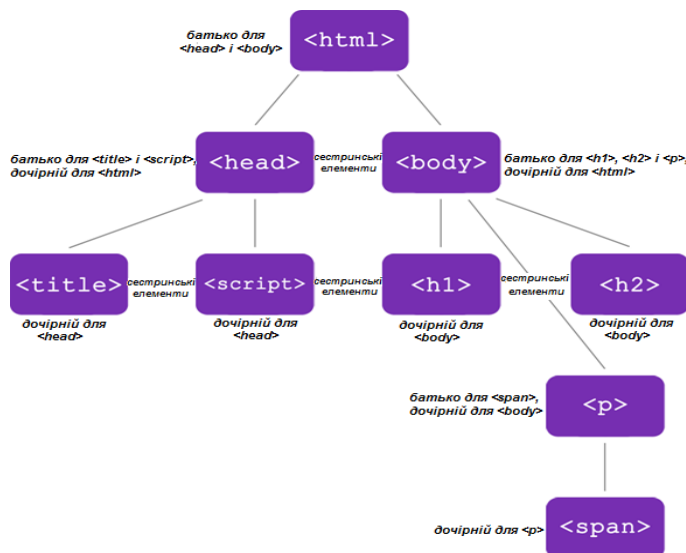 батько для
<head> і <body>
<html>
батько для <title> і <script>,
дочірній для <html>
<head>
сестринські
елементи
<body>
батько для <h1>, <h2> і <p>,
дочірній для <html>
<title>
сестринські
елементи
<script>
сестринські
елементи
<h1>
сестринські
елементи
<h2>
дочірній для
<head>
дочірній для
<head>
дочірній для
<body>
дочірній для
<body>
батько для <span>,
дочірній для <body>
<p>
дочірній для <p>
<span>